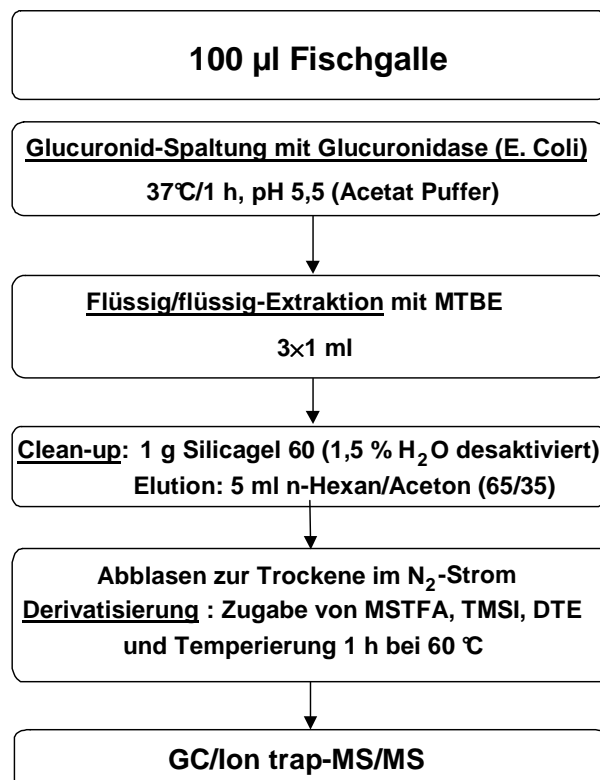 100 µl Fischgalle
Glucuronid-Spaltung mit Glucuronidase (E. Coli)
37°C/1 h, pH 5,5 (Acetat Puffer)
Flüssig/flüssig-Extraktion mit MTBE
3×1 ml
Clean-up: 1 g Silicagel 60 (1,5 % H₂O desaktiviert)
Elution: 5 ml n-Hexan/Aceton (65/35)
Abblasen zur Trockene im N₂-Strom
Derivatisierung : Zugabe von MSTFA, TMSI, DTE
und Temperierung 1 h bei 60 °C
GC/Ion trap-MS/MS